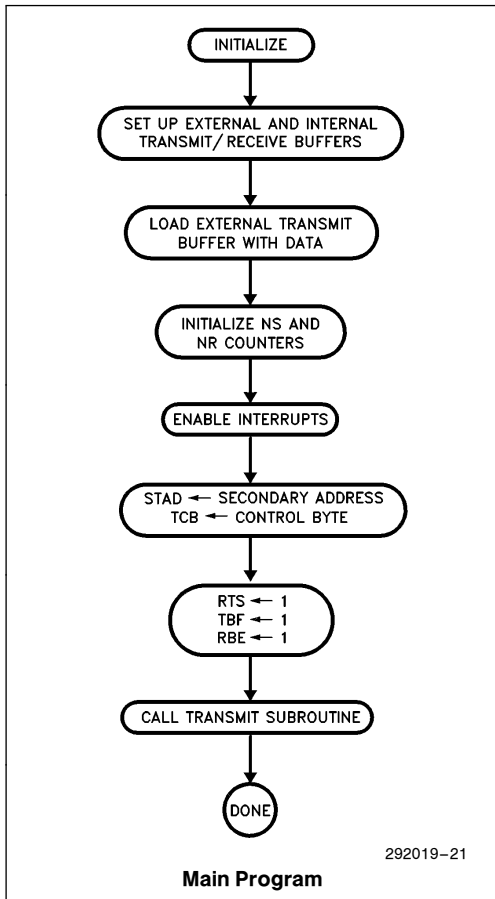 INITIALIZE
SET UP EXTERNAL AND INTERNAL
TRANSMIT/RECEIVE BUFFERS
LOAD EXTERNAL TRANSMIT
BUFFER WITH DATA
INITIALIZE NS AND
NR COUNTERS
ENABLE INTERRUPTS
STAD ← SECONDARY ADDRESS
TCB ← CONTROL BYTE
RTS ← 1
TBF ← 1
RBE ← 1
CALL TRANSMIT SUBROUTINE
DONE
292019–21
Main Program